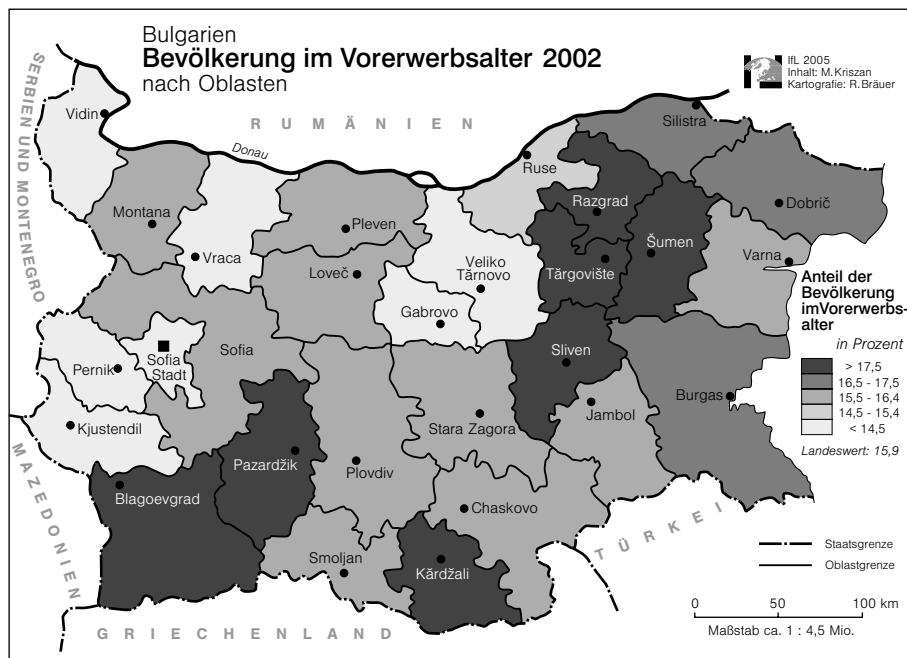 Bulgarien
Bevölkerung im Vorerwerbsalter 2002
nach Oblasten
IfL 2005
Inhalt: M.Kriszan
Kartografie: R.Bräuer
SERBIEN UND MONTENEGRO
RUMÄNIEN
Donau
Vidin
Silistra
Ruse
Montana
Pleven
Razgrad
Dobrič
Vraca
Loveč
Veliko
Tărnovo
Tărgovište
Šumen
Varna
Gabrovo
Pernik
Sofia
Stadt
Sofia
Sliven
Burgas
Kjustendil
Stara Zagora
Jambol
Pazardžik
Plovdiv
Blagoevgrad
Chaskovo
Smoljan
Kărdžali
MAZEDONIEN
GRIECHENLAND
TÜRKEI
Anteil der
Bevölkerung
imVorerwerbs-
alter
in Prozent
> 17,5
16,5 - 17,5
15,5 - 16,4
14,5 - 15,4
< 14,5
Landeswert: 15,9
Staatsgrenze
Oblastgrenze
0 50 100 km
Maßstab ca. 1 : 4,5 Mio.